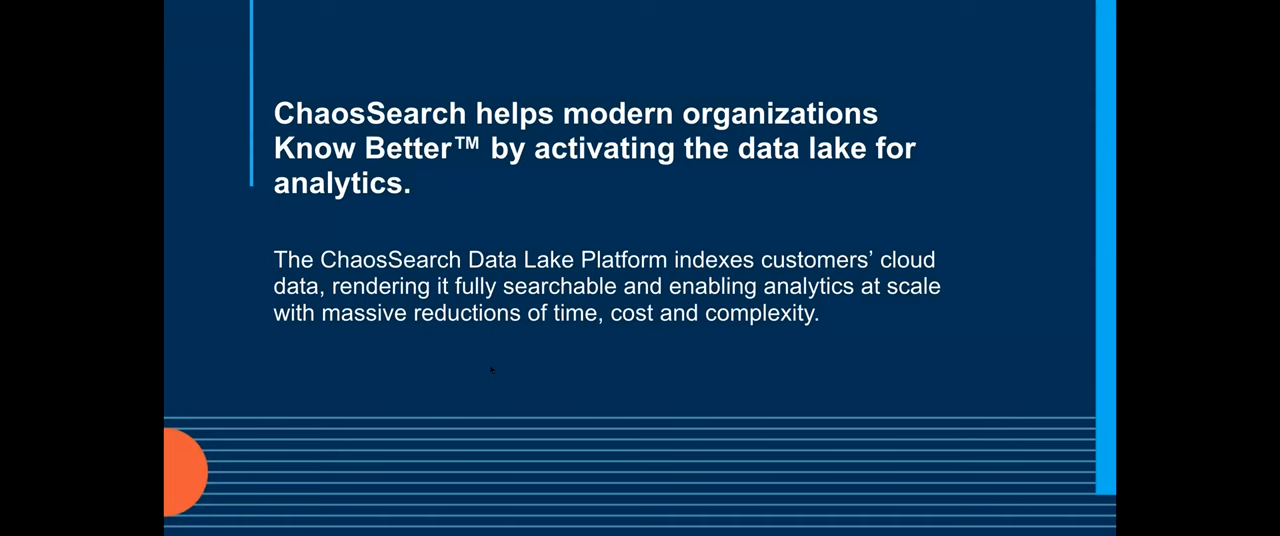 ChaosSearch helps modern organizations
Know Better™ by activating the data lake for
analytics.
The ChaosSearch Data Lake Platform indexes customers’ cloud
data, rendering it fully searchable and enabling analytics at scale
with massive reductions of time, cost and complexity.